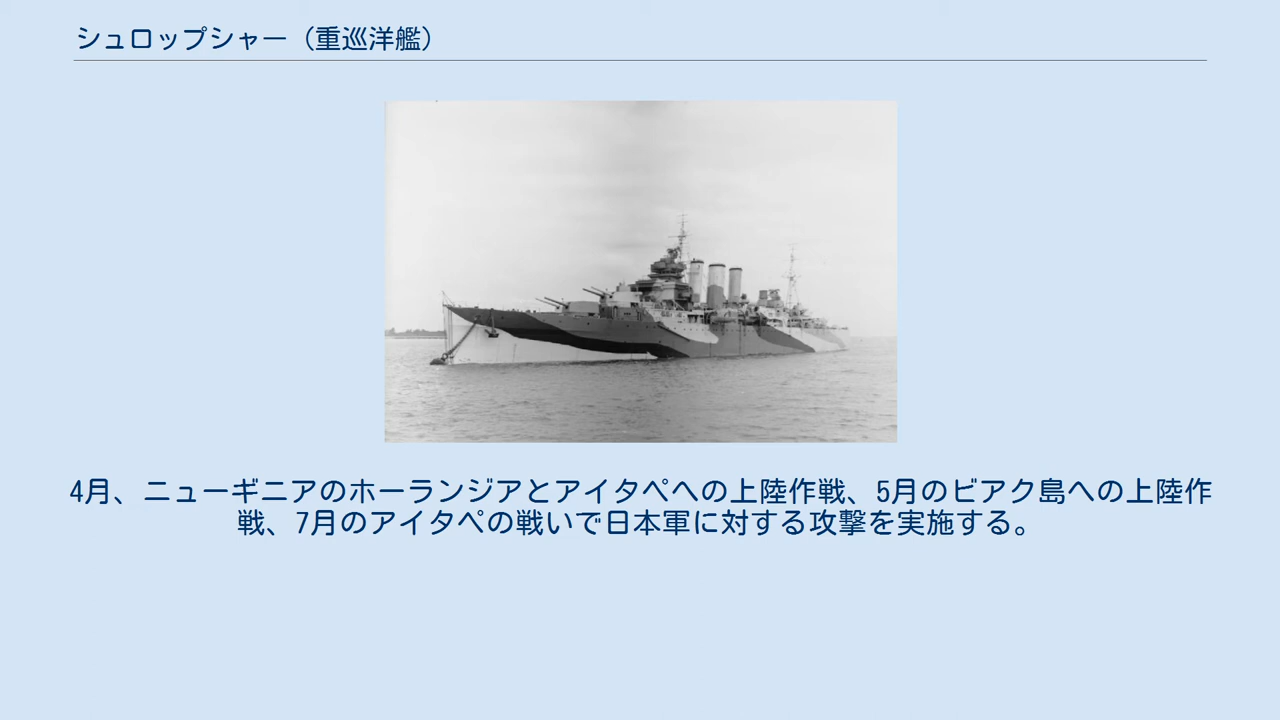 シュロップシャー（重巡洋艦）
4月、ニューギニアのホーランジアとアイタペへの上陸作戦、5月のビアク島への上陸作
戦、7月のアイタペの戦いで日本軍に対する攻撃を実施する。